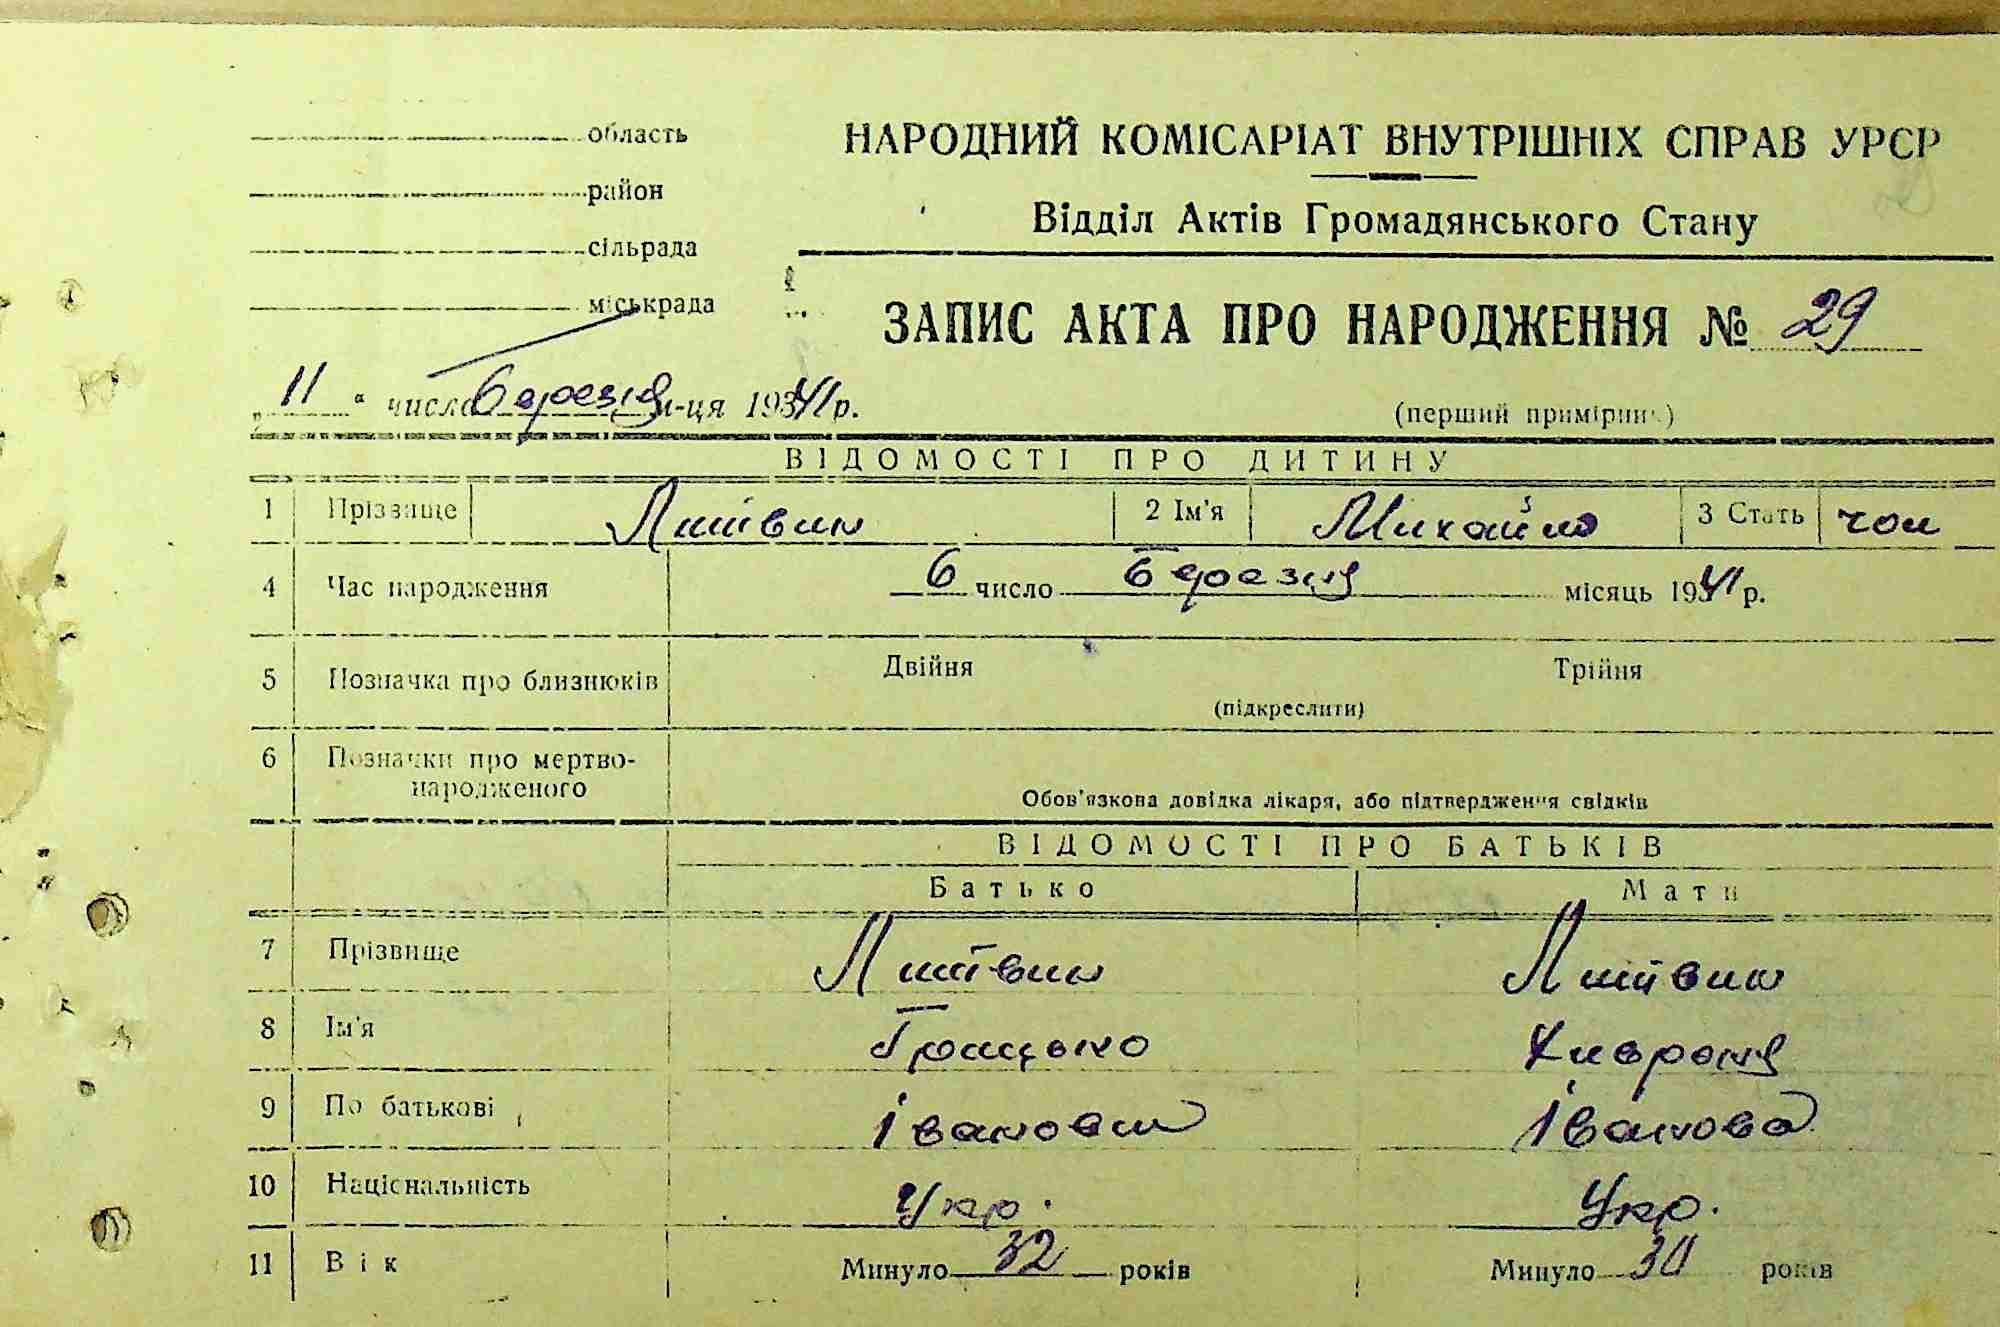 область
район
сільрада
міськрада
НАРОДНИЙ КОМІСАРІАТ ВНУТРІШНІХ СПРАВ УРСР
Відділ Актів Громадянського Стану
ЗАПИС АКТА ПРО НАРОДЖЕННЯ № 29
„11“ числа березня м-ця 1941 р.
(перший примірник)
ВІДОМОСТІ ПРО ДИТИНУ
1 Прізвище Литвин 2 Ім'я Михайло 3 Стать чол
4 Час народження 6 число березня місяць 1941 р.
5 Позначка про близнюків Двійня Трійня
(підкреслити)
6 Позначки про мертво-
народженого
Обов'язкова довідка лікаря, або підтвердження свідків
ВІДОМОСТІ ПРО БАТЬКІВ
Батько Мати
7 Прізвище Литвин Литвин
8 Ім'я Грицько Хивроня
9 По батькові Іванович Іванова
10 Національність Укр. Укр.
11 Вік Минуло 32 років Минуло 30 років